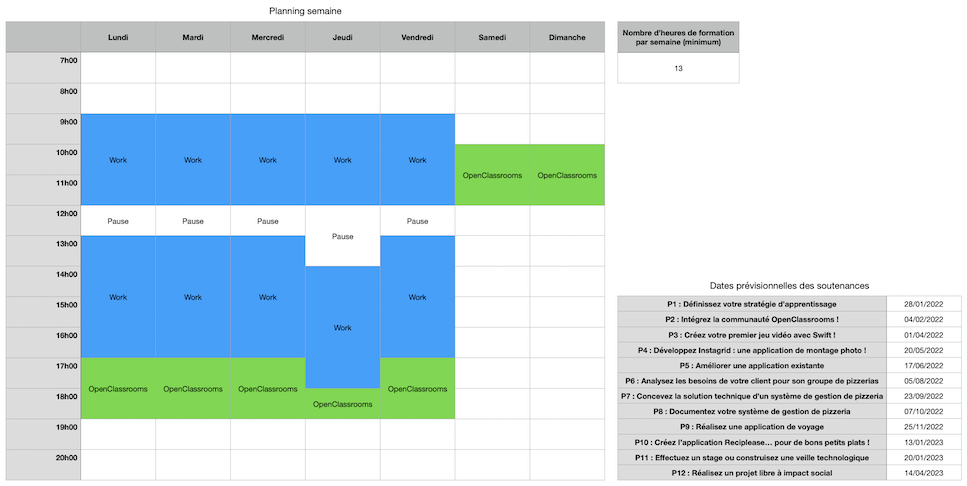 Planning semaine
Lundi Mardi Mercredi Jeudi Vendredi Samedi Dimanche
7h00
8h00
9h00
10h00
Work Work Work Work Work
11h00
OpenClassrooms OpenClassrooms
12h00
Pause Pause Pause Pause
Pause
13h00
14h00
15h00
Work Work Work Work
Work
16h00
17h00
OpenClassrooms OpenClassrooms OpenClassrooms OpenClassrooms
18h00
OpenClassrooms
19h00
20h00
Nombre d'heures de formation
par semaine (minimum)
13
Dates prévisionnelles des soutenances
P1 : Définissez votre stratégie d'apprentissage 28/01/2022
P2 : Intégrez la communauté OpenClassrooms ! 04/02/2022
P3 : Créez votre premier jeu vidéo avec Swift ! 01/04/2022
P4 : Développez Instagrid : une application de montage photo ! 20/05/2022
P5 : Améliorer une application existante 17/06/2022
P6 : Analysez les besoins de votre client pour son groupe de pizzerias 05/08/2022
P7 : Concevez la solution technique d'un système de gestion de pizzeria 23/09/2022
P8 : Documentez votre système de gestion de pizzeria 07/10/2022
P9 : Réalisez une application de voyage 25/11/2022
P10 : Créez l'application Reciplease… pour de bons petits plats ! 13/01/2023
P11 : Effectuez un stage ou construisez une veille technologique 20/01/2023
P12 : Réalisez un projet libre à impact social 14/04/2023